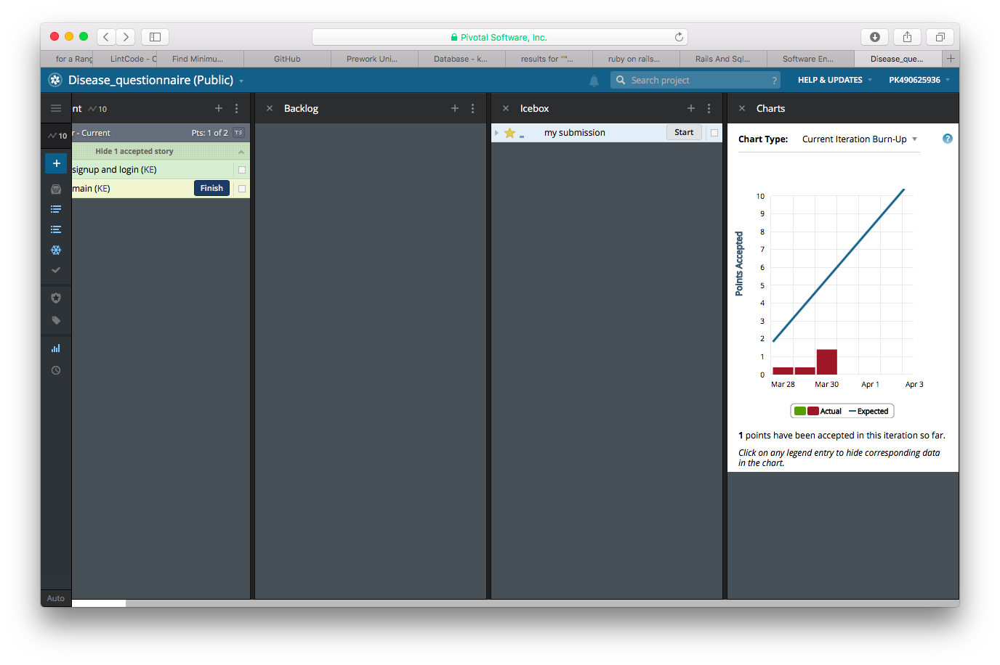 Pivotal Software, Inc.
for a Rang
LintCode - C
Find Minimu...
GitHub
Prework Uni...
Database - k...
results for ""...
ruby on rails...
Rails And Sql...
Software En...
Disease_que...
Disease_questionnaire (Public)
Search project
?
HELP & UPDATES
PK490625936
nt
10
Backlog
Icebox
Charts
10
r - Current
Pts: 1 of 2
TS
Hide 1 accepted story
signup and login (KE)
main (KE)
Finish
my submission
Start
Chart Type:
Current Iteration Burn-Up
?
Points Accepted
10
9
8
7
6
5
4
3
2
1
0
Mar 28
Mar 30
Apr 1
Apr 3
Actual
Expected
1 points have been accepted in this iteration so far.
Click on any legend entry to hide corresponding data
in the chart.
Auto